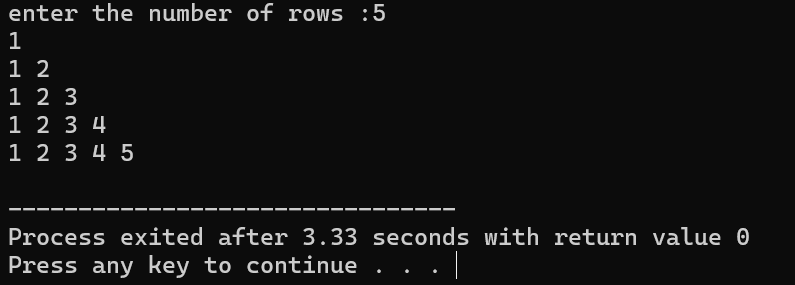 enter the number of rows :5
1
1 2
1 2 3
1 2 3 4
1 2 3 4 5
--------------------------------
Process exited after 3.33 seconds with return value 0
Press any key to continue . . .